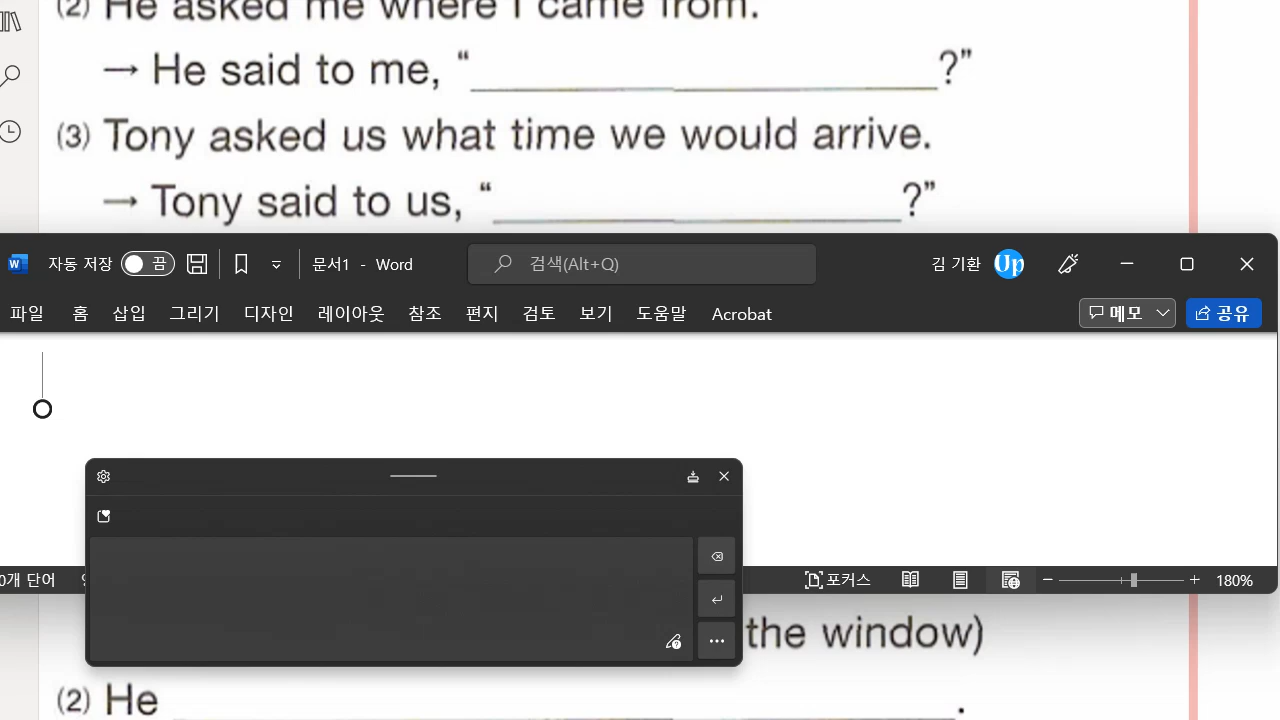 (2) He asked me where I came from.
→ He said to me, “ ?”
(3) Tony asked us what time we would arrive.
→ Tony said to us, “ ?”
자동 저장 끔 문서1 - Word 검색(Alt+Q) 김 기환 Up
파일 홈 삽입 그리기 디자인 레이아웃 참조 편지 검토 보기 도움말 Acrobat 메모 공유
0개 단어 포커스 180%
the window)
(2) He .